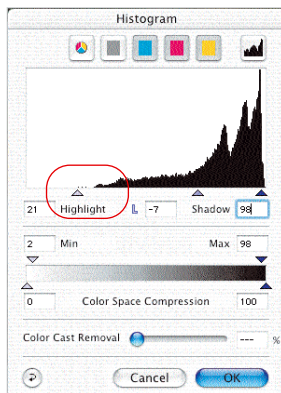 Histogram
21 Highlight L -7 Shadow 98
2 Min Max 98
0 Color Space Compression 100
Color Cast Removal --- %
Cancel OK